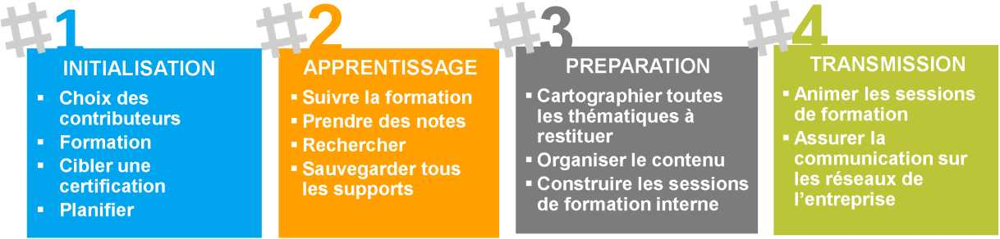 #1
INITIALISATION
▪ Choix des
contributeurs
▪ Formation
▪ Cibler une
certification
▪ Planifier
#2
APPRENTISSAGE
▪ Suivre la formation
▪ Prendre des notes
▪ Rechercher
▪ Sauvegarder tous
les supports
#3
PREPARATION
▪ Cartographier toutes
les thématiques à
restituer
▪ Organiser le contenu
▪ Construire les sessions
de formation interne
#4
TRANSMISSION
▪ Animer les sessions
de formation
▪ Assurer la
communication sur
les réseaux de
l’entreprise